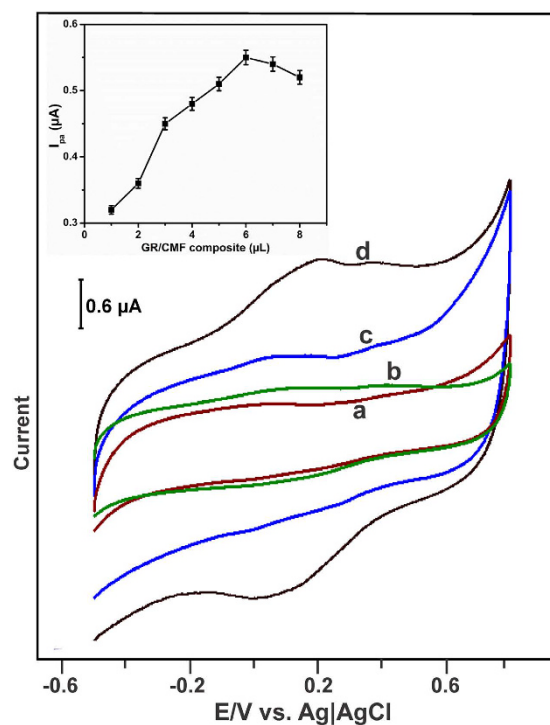 0.6
0.5
0.4
0.3
I_pa (µA)
0 2 4 6 8
GR/CMF composite (µL)
0.6 µA
d
c
b
a
Current
-0.6 -0.2 0.2 0.6
E/V vs. Ag|AgCl